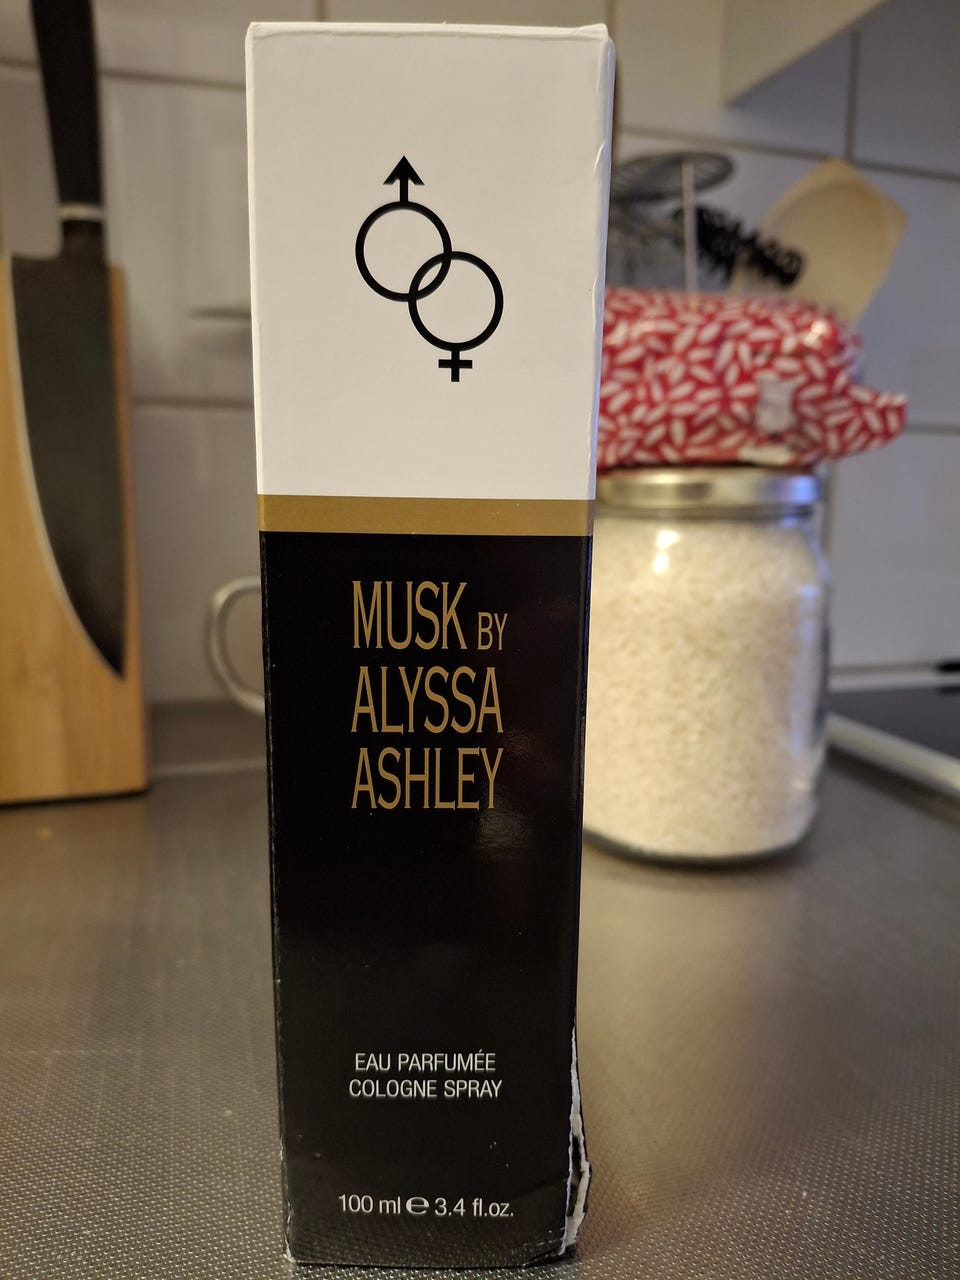 MUSK BY
ALYSSA
ASHLEY
EAU PARFUMÉE
COLOGNE SPRAY
100 ml ℮ 3.4 fl.oz.